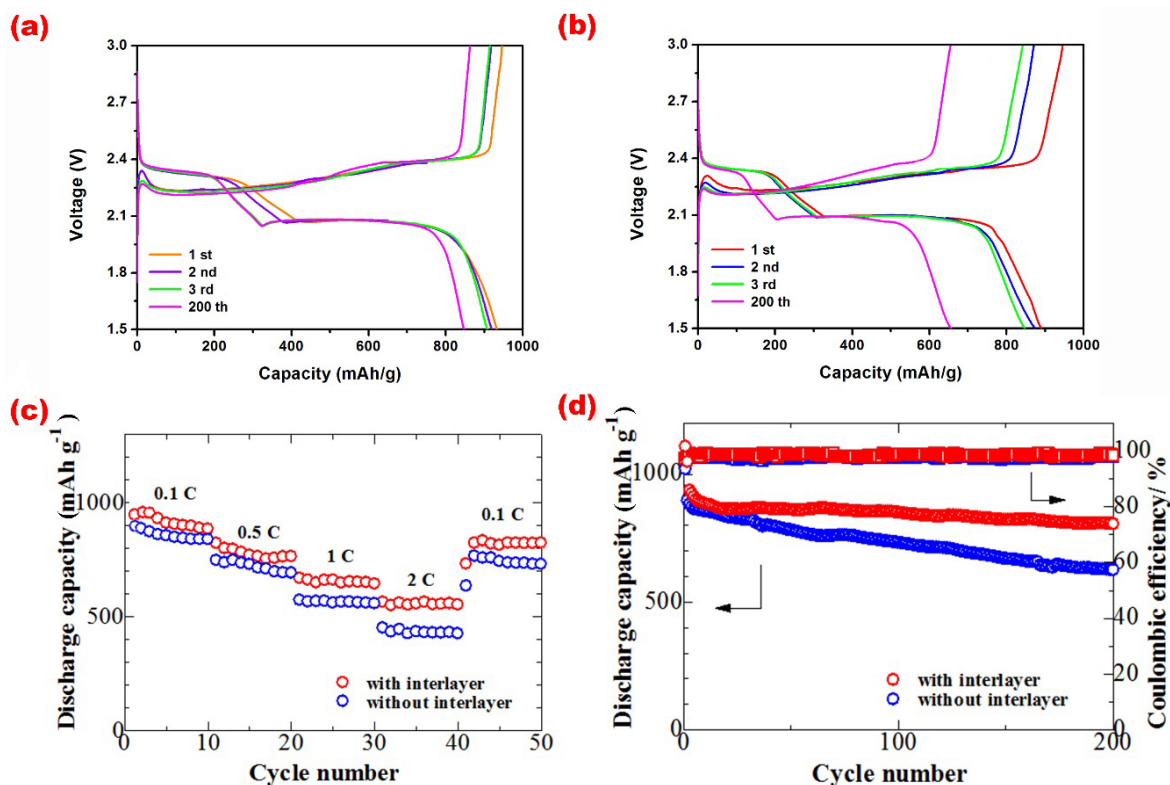 (a)
3.0
2.7
2.4
2.1
1.8
1.5
Voltage (V)
1 st
2 nd
3 rd
200 th
0 200 400 600 800 1000
Capacity (mAh/g)
(b)
3.0
2.7
2.4
2.1
1.8
1.5
Voltage (V)
1 st
2 nd
3 rd
200 th
0 200 400 600 800 1000
Capacity (mAh/g)
(c)
Discharge capacity (mAh g-1)
1000
500
0
0.1 C
0.5 C
1 C
2 C
0.1 C
with interlayer
without interlayer
0 10 20 30 40 50
Cycle number
(d)
Discharge capacity (mAh g-1)
1000
500
0
with interlayer
without interlayer
100
80
60
40
20
0
Coulombic efficiency/ %
0 100 200
Cycle number